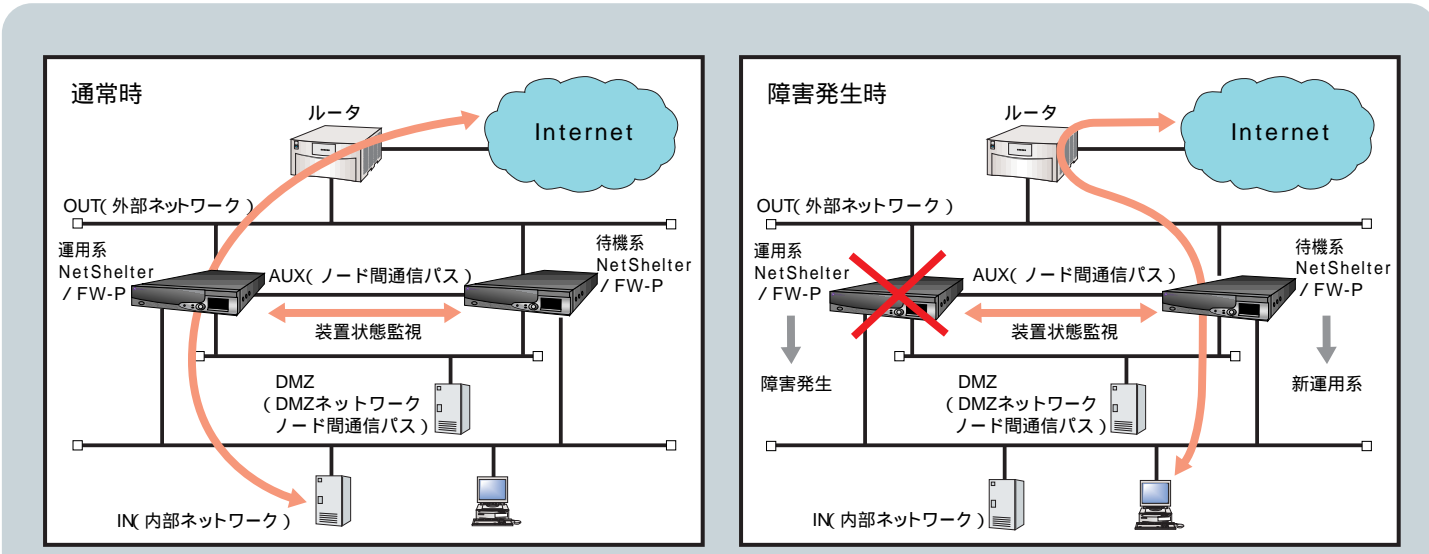 通常時
ルータ
Internet
OUT(外部ネットワーク)
運用系
NetShelter
/FW-P
AUX(ノード間通信パス)
待機系
NetShelter
/FW-P
装置状態監視
DMZ
(DMZネットワーク
ノード間通信パス)
IN(内部ネットワーク)
障害発生時
ルータ
Internet
OUT(外部ネットワーク)
運用系
NetShelter
/FW-P
AUX(ノード間通信パス)
待機系
NetShelter
/FW-P
装置状態監視
障害発生
新運用系
DMZ
(DMZネットワーク
ノード間通信パス)
IN(内部ネットワーク)